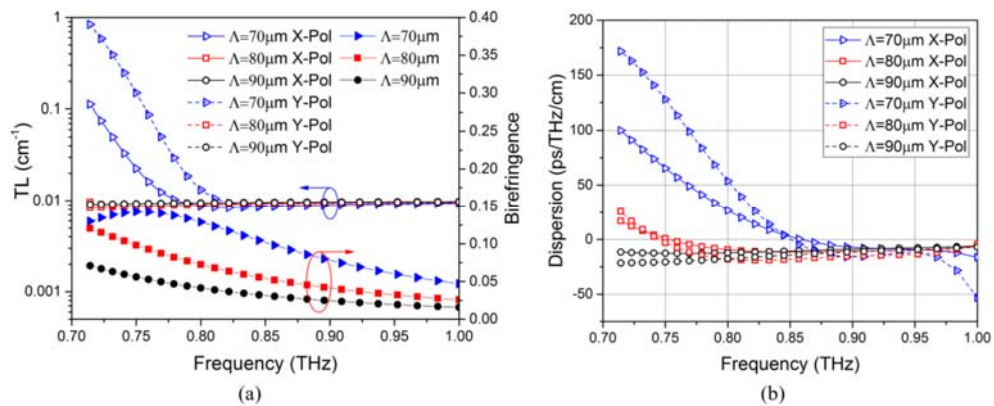 1
0.1
0.01
0.001
TL (cm⁻¹)
Λ=70μm X-Pol
Λ=80μm X-Pol
Λ=90μm X-Pol
Λ=70μm Y-Pol
Λ=80μm Y-Pol
Λ=90μm Y-Pol
Λ=70μm
Λ=80μm
Λ=90μm
0.40
0.35
0.30
0.25
0.20
0.15
0.10
0.05
0.00
Birefringence
0.70 0.75 0.80 0.85 0.90 0.95 1.00
Frequency (THz)
(a)
200
175
150
125
100
75
50
25
0
-25
-50
Dispersion (ps/THz/cm)
Λ=70μm X-Pol
Λ=80μm X-Pol
Λ=90μm X-Pol
Λ=70μm Y-Pol
Λ=80μm Y-Pol
Λ=90μm Y-Pol
0.70 0.75 0.80 0.85 0.90 0.95 1.00
Frequency (THz)
(b)